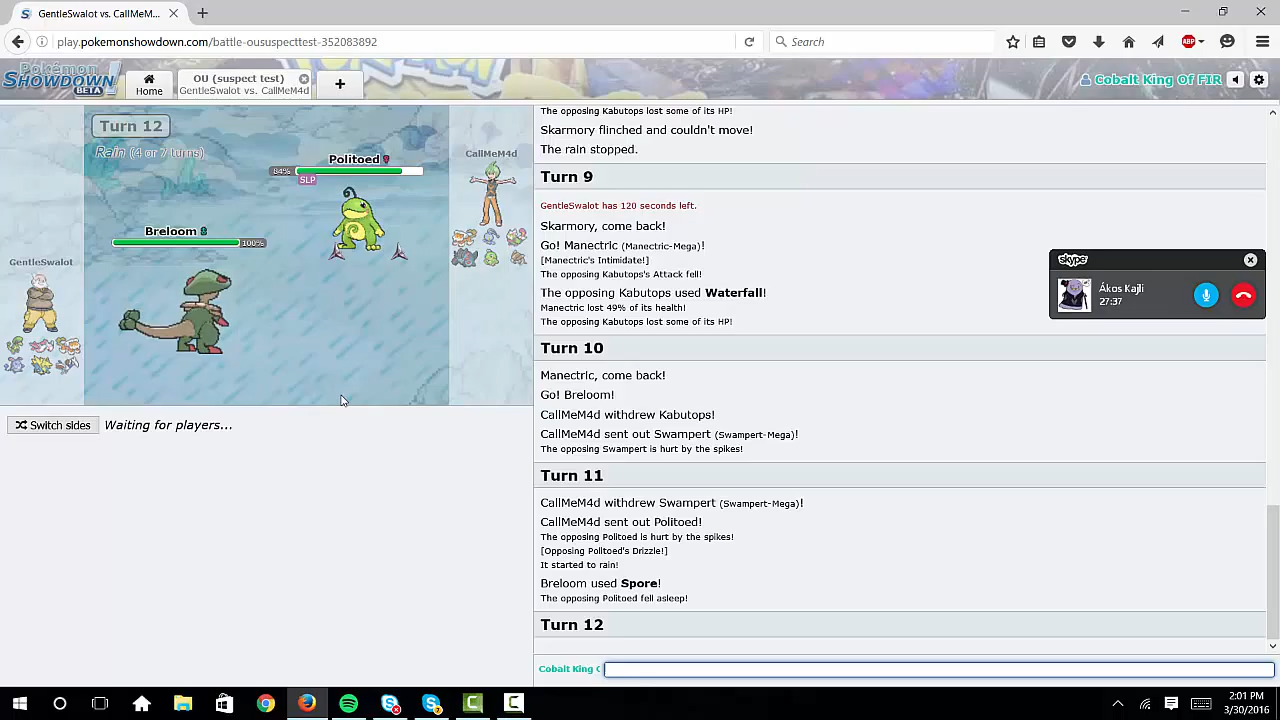 GentleSwalot vs. CallMeM...
play.pokemonshowdown.com/battle-oususpecttest-352083892
Search
ABP
Pokémon
SHOWDOWN!
BETA
Home
OU (suspect test)
GentleSwalot vs. CallMeM4d
Cobalt King Of FIR
Turn 12
Rain (4 or 7 turns)
Politoed
84%
SLP
CallMeM4d
Breloom
100%
GentleSwalot
Switch sides
Waiting for players...
The opposing Kabutops lost some of its HP!
Skarmory flinched and couldn't move!
The rain stopped.
Turn 9
GentleSwalot has 120 seconds left.
Skarmory, come back!
Go! Manectric (Manectric-Mega)!
[Manectric's Intimidate!]
The opposing Kabutops's Attack fell!
The opposing Kabutops used Waterfall!
Manectric lost 49% of its health!
The opposing Kabutops lost some of its HP!
Turn 10
Manectric, come back!
Go! Breloom!
CallMeM4d withdrew Kabutops!
CallMeM4d sent out Swampert (Swampert-Mega)!
The opposing Swampert is hurt by the spikes!
Turn 11
CallMeM4d withdrew Swampert (Swampert-Mega)!
CallMeM4d sent out Politoed!
The opposing Politoed is hurt by the spikes!
[Opposing Politoed's Drizzle!]
It started to rain!
Breloom used Spore!
The opposing Politoed fell asleep!
Turn 12
Cobalt King C
skype
Ákos Kajli
27:37
2:01 PM
3/30/2016